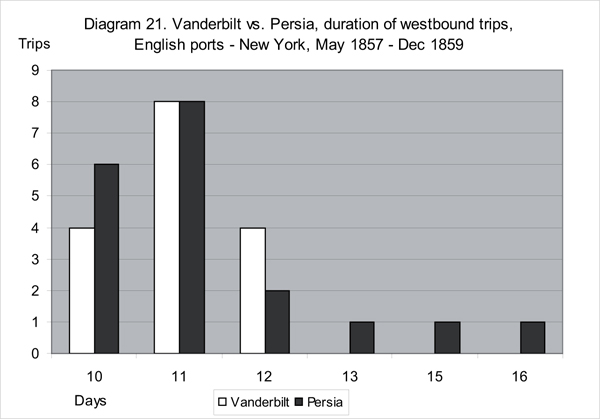 Diagram 21. Vanderbilt vs. Persia, duration of westbound trips,
English ports - New York, May 1857 - Dec 1859
Trips
9
8
7
6
5
4
3
2
1
0
10 11 12 13 15 16
Days
Vanderbilt Persia